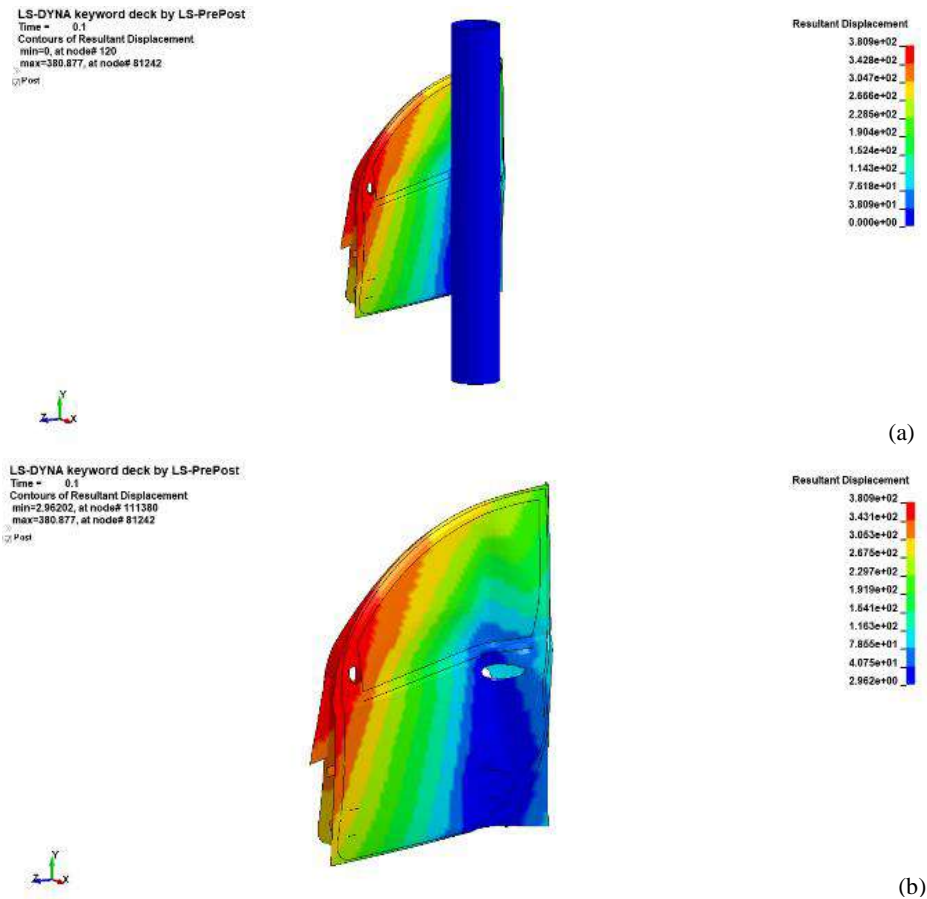 LS-DYNA keyword deck by LS-PrePost
Time = 0.1
Contours of Resultant Displacement
min=0, at node# 120
max=380.877, at node# 81242
Post
Resultant Displacement
3.809e+02
3.428e+02
3.047e+02
2.666e+02
2.285e+02
1.904e+02
1.524e+02
1.143e+02
7.618e+01
3.809e+01
0.000e+00
Y
Z
X
(a)
LS-DYNA keyword deck by LS-PrePost
Time = 0.1
Contours of Resultant Displacement
min=2.96202, at node# 111380
max=380.877, at node# 81242
Post
Resultant Displacement
3.809e+02
3.431e+02
3.053e+02
2.675e+02
2.297e+02
1.919e+02
1.541e+02
1.163e+02
7.855e+01
4.075e+01
2.962e+00
Y
Z
X
(b)